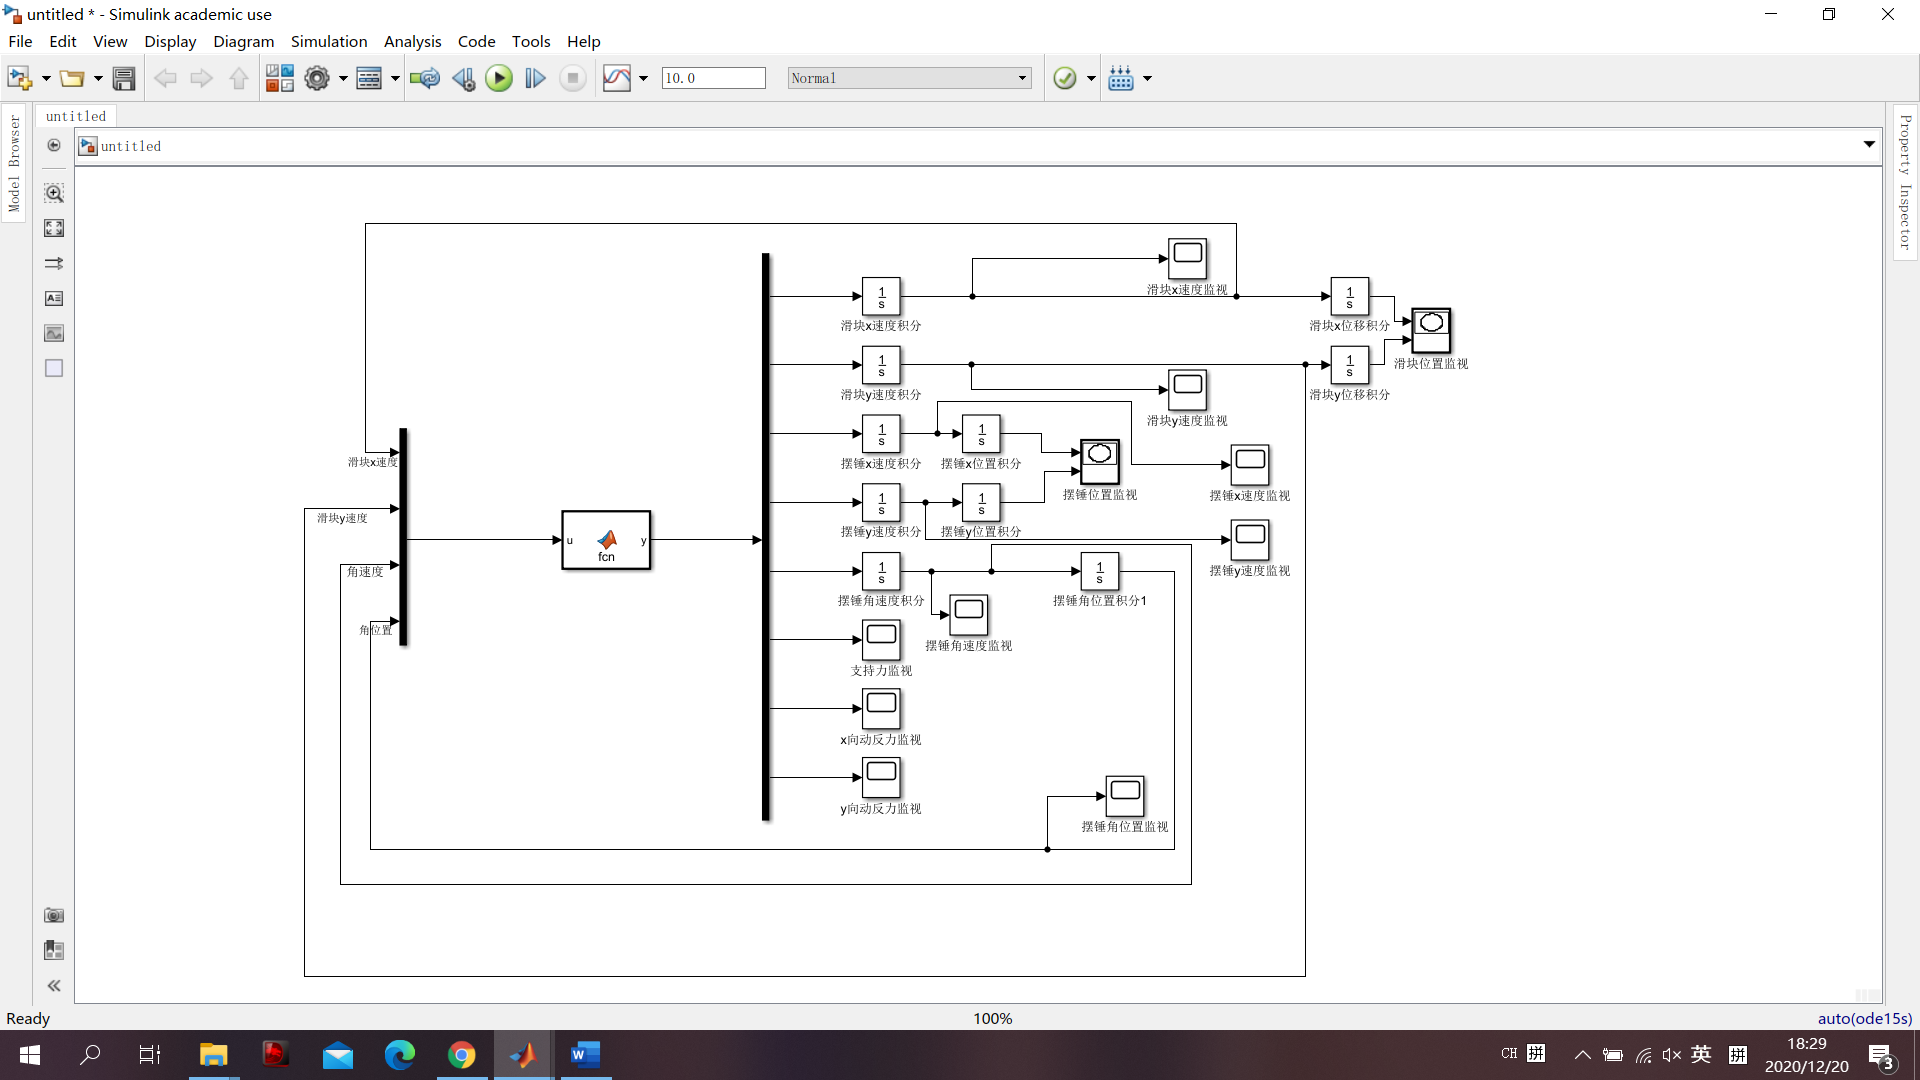 untitled * - Simulink academic use
File Edit View Display Diagram Simulation Analysis Code Tools Help
10.0
Normal
Model Browser
untitled
untitled
Property Inspector
滑块x速度监视
1
s
滑块x速度积分
1
s
滑块x位移积分
滑块位置监视
1
s
滑块y速度积分
1
s
滑块y位移积分
滑块y速度监视
1
s
摆锤x速度积分
1
s
摆锤x位置积分
摆锤位置监视
摆锤x速度监视
滑块x速度
滑块y速度
角速度
角位置
u
fcn
y
1
s
摆锤y速度积分
1
s
摆锤y位置积分
摆锤y速度监视
1
s
摆锤角速度积分
1
s
摆锤角位置积分1
摆锤角速度监视
支持力监视
x向动反力监视
y向动反力监视
摆锤角位置监视
Ready
100%
auto(ode15s)
W
CH 拼
英
拼
18:29
2020/12/20
3